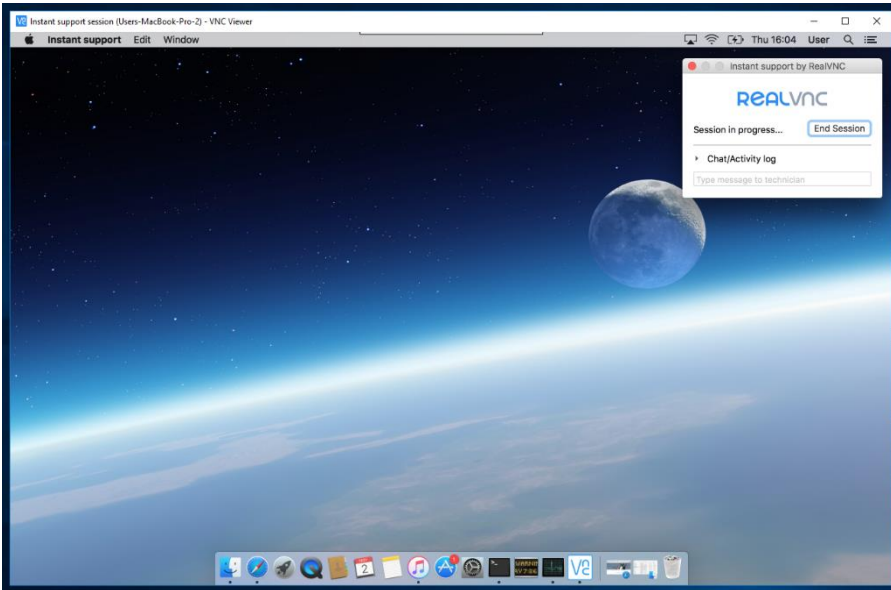 Instant support session (Users-MacBook-Pro-2) - VNC Viewer
Instant support Edit Window Thu 16:04 User
Instant support by RealVNC
REALVNC
Session in progress... End Session
Chat/Activity log
Type message to technician
2
1